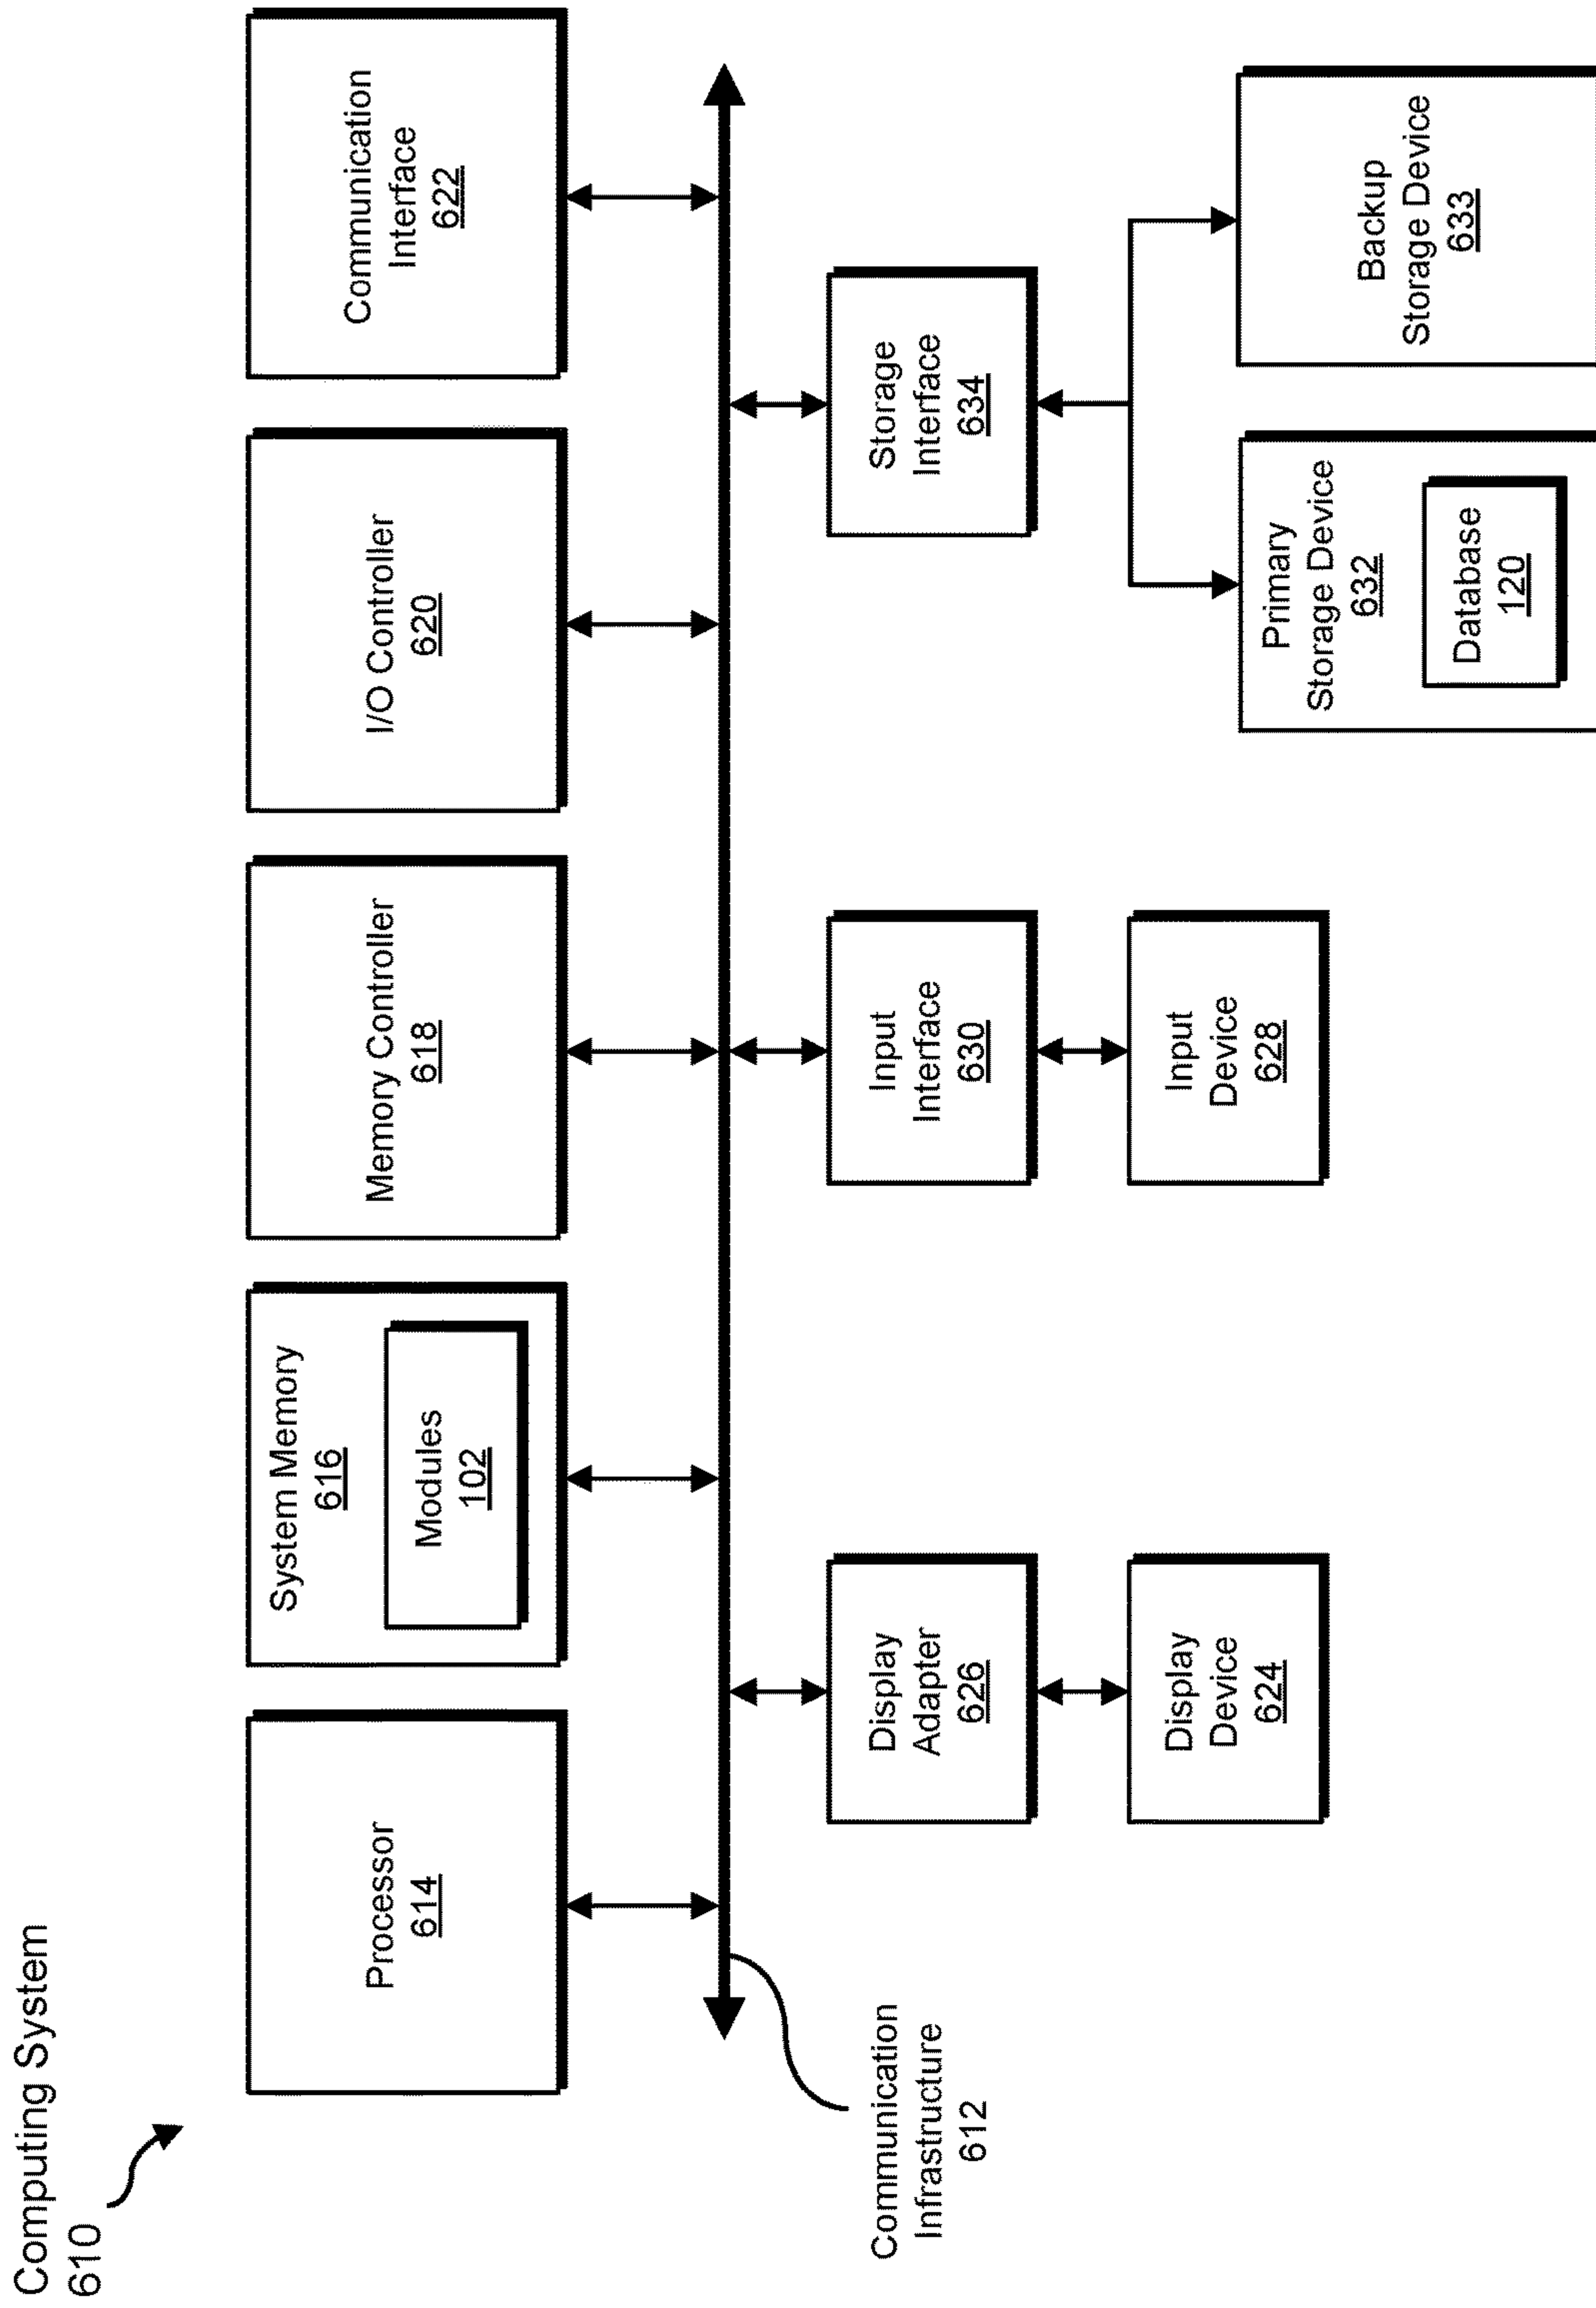 Computing System
610
Processor
614
System Memory
616
Modules
102
Memory Controller
618
I/O Controller
620
Communication
Interface
622
Communication
Infrastructure
612
Display
Adapter
626
Display
Device
624
Input
Interface
630
Input
Device
628
Storage
Interface
634
Primary
Storage Device
632
Database
120
Backup
Storage Device
633